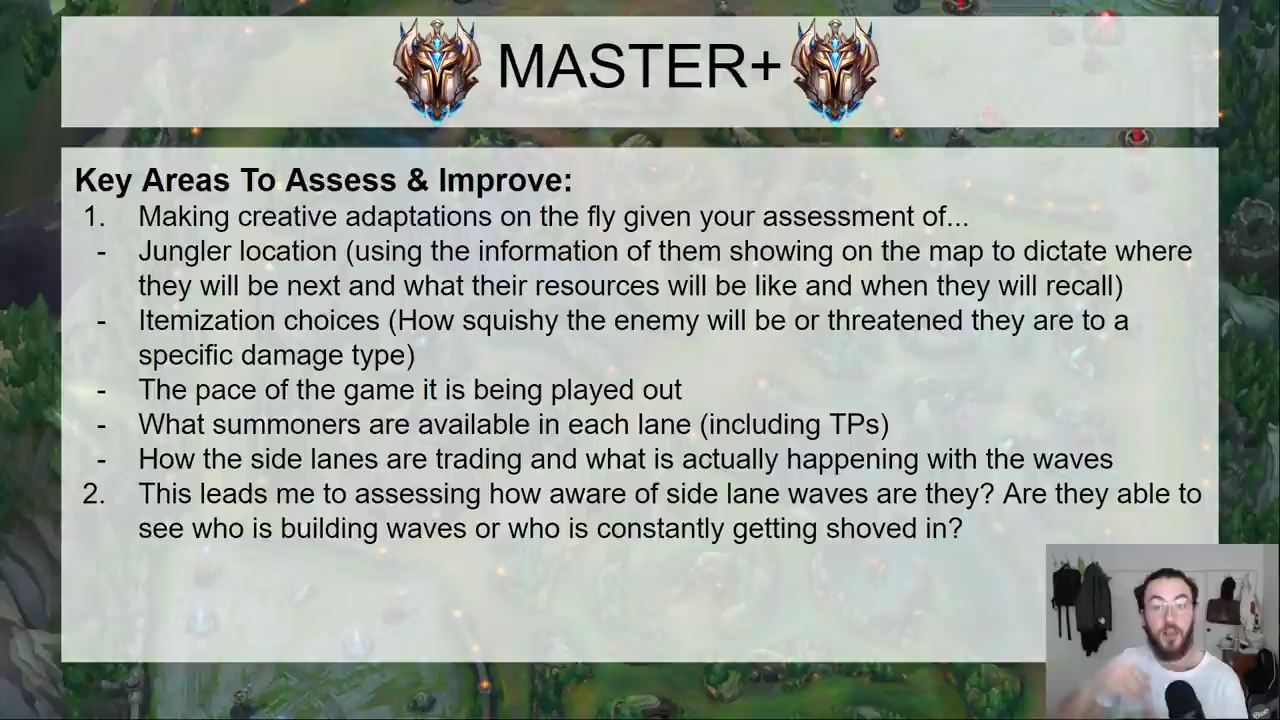 MASTER+
Key Areas To Assess & Improve:
1. Making creative adaptations on the fly given your assessment of...
- Jungler location (using the information of them showing on the map to dictate where
they will be next and what their resources will be like and when they will recall)
- Itemization choices (How squishy the enemy will be or threatened they are to a
specific damage type)
- The pace of the game it is being played out
- What summoners are available in each lane (including TPs)
- How the side lanes are trading and what is actually happening with the waves
2. This leads me to assessing how aware of side lane waves are they? Are they able to
see who is building waves or who is constantly getting shoved in?